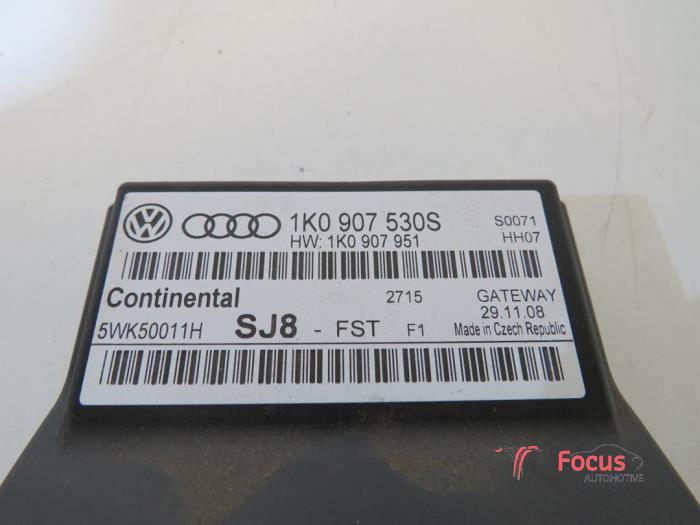 1K0 907 530S S0071
HW: 1K0 907 951 HH07
Continental 2715 GATEWAY
29.11.08
5WK50011H SJ8 - FST F1 Made in Czech Republic
Focus
AUTOMOTIVE